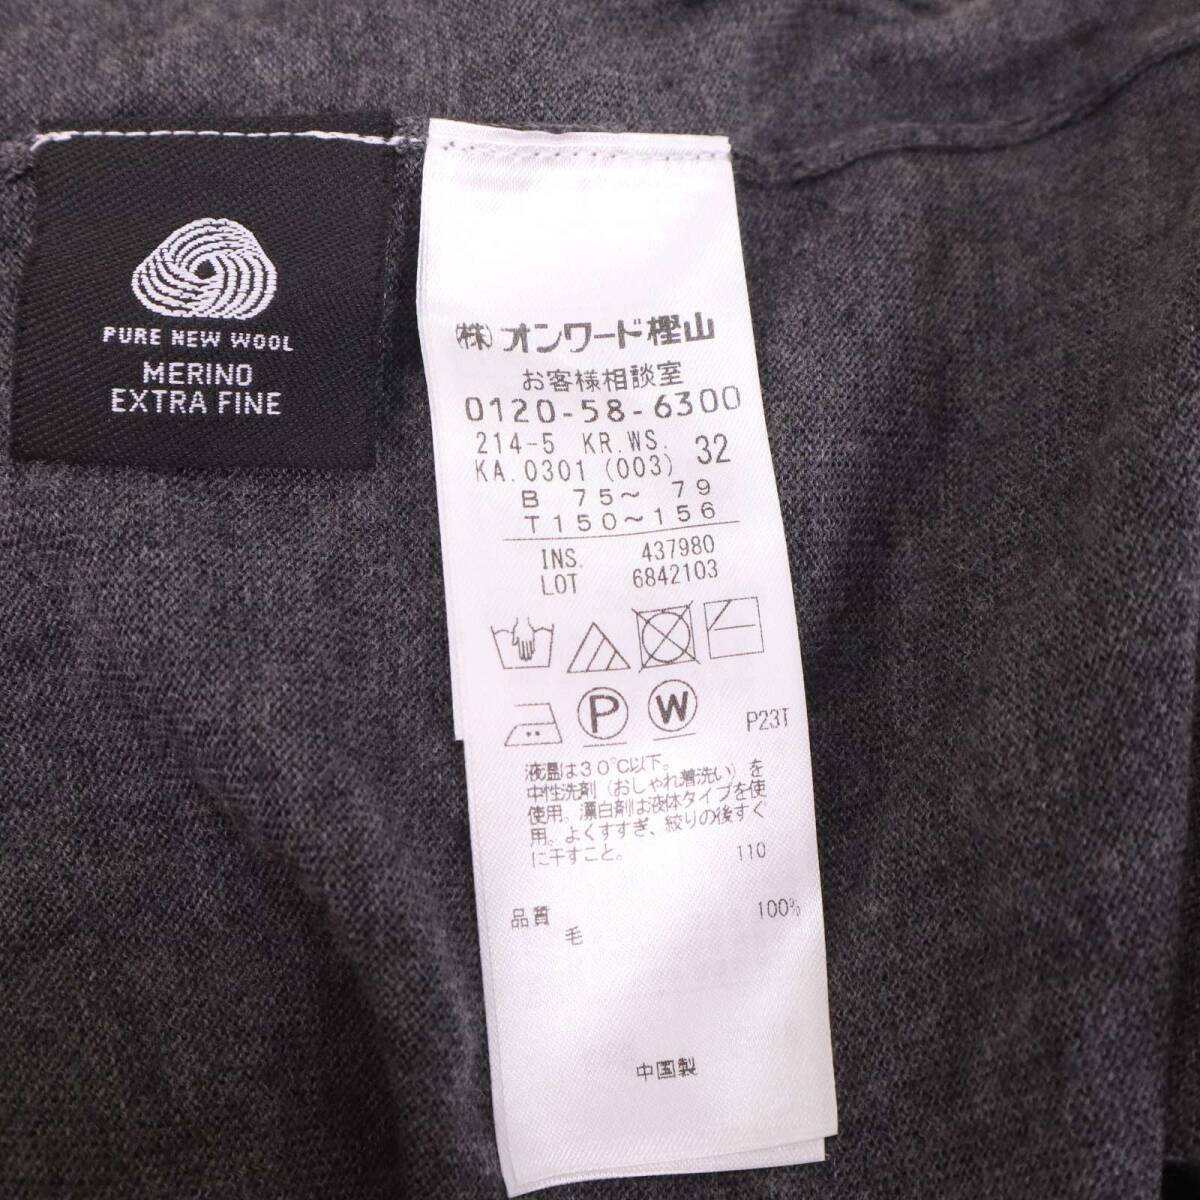 PURE NEW WOOL
MERINO
EXTRA FINE
(株)オンワード樫山
お客様相談室
0120-58-6300
214-5 KR.WS. 32
KA.0301 (003)
B 75~ 79
T150~156
INS. 437980
LOT 6842103
P W P23T
液温は30℃以下。
中性洗剤(おしゃれ着洗い)を
使用。漂白剤は液体タイプを使
用。よくすすぎ、絞りの後すぐ
に干すこと。 110
品質
毛 100%
中国製